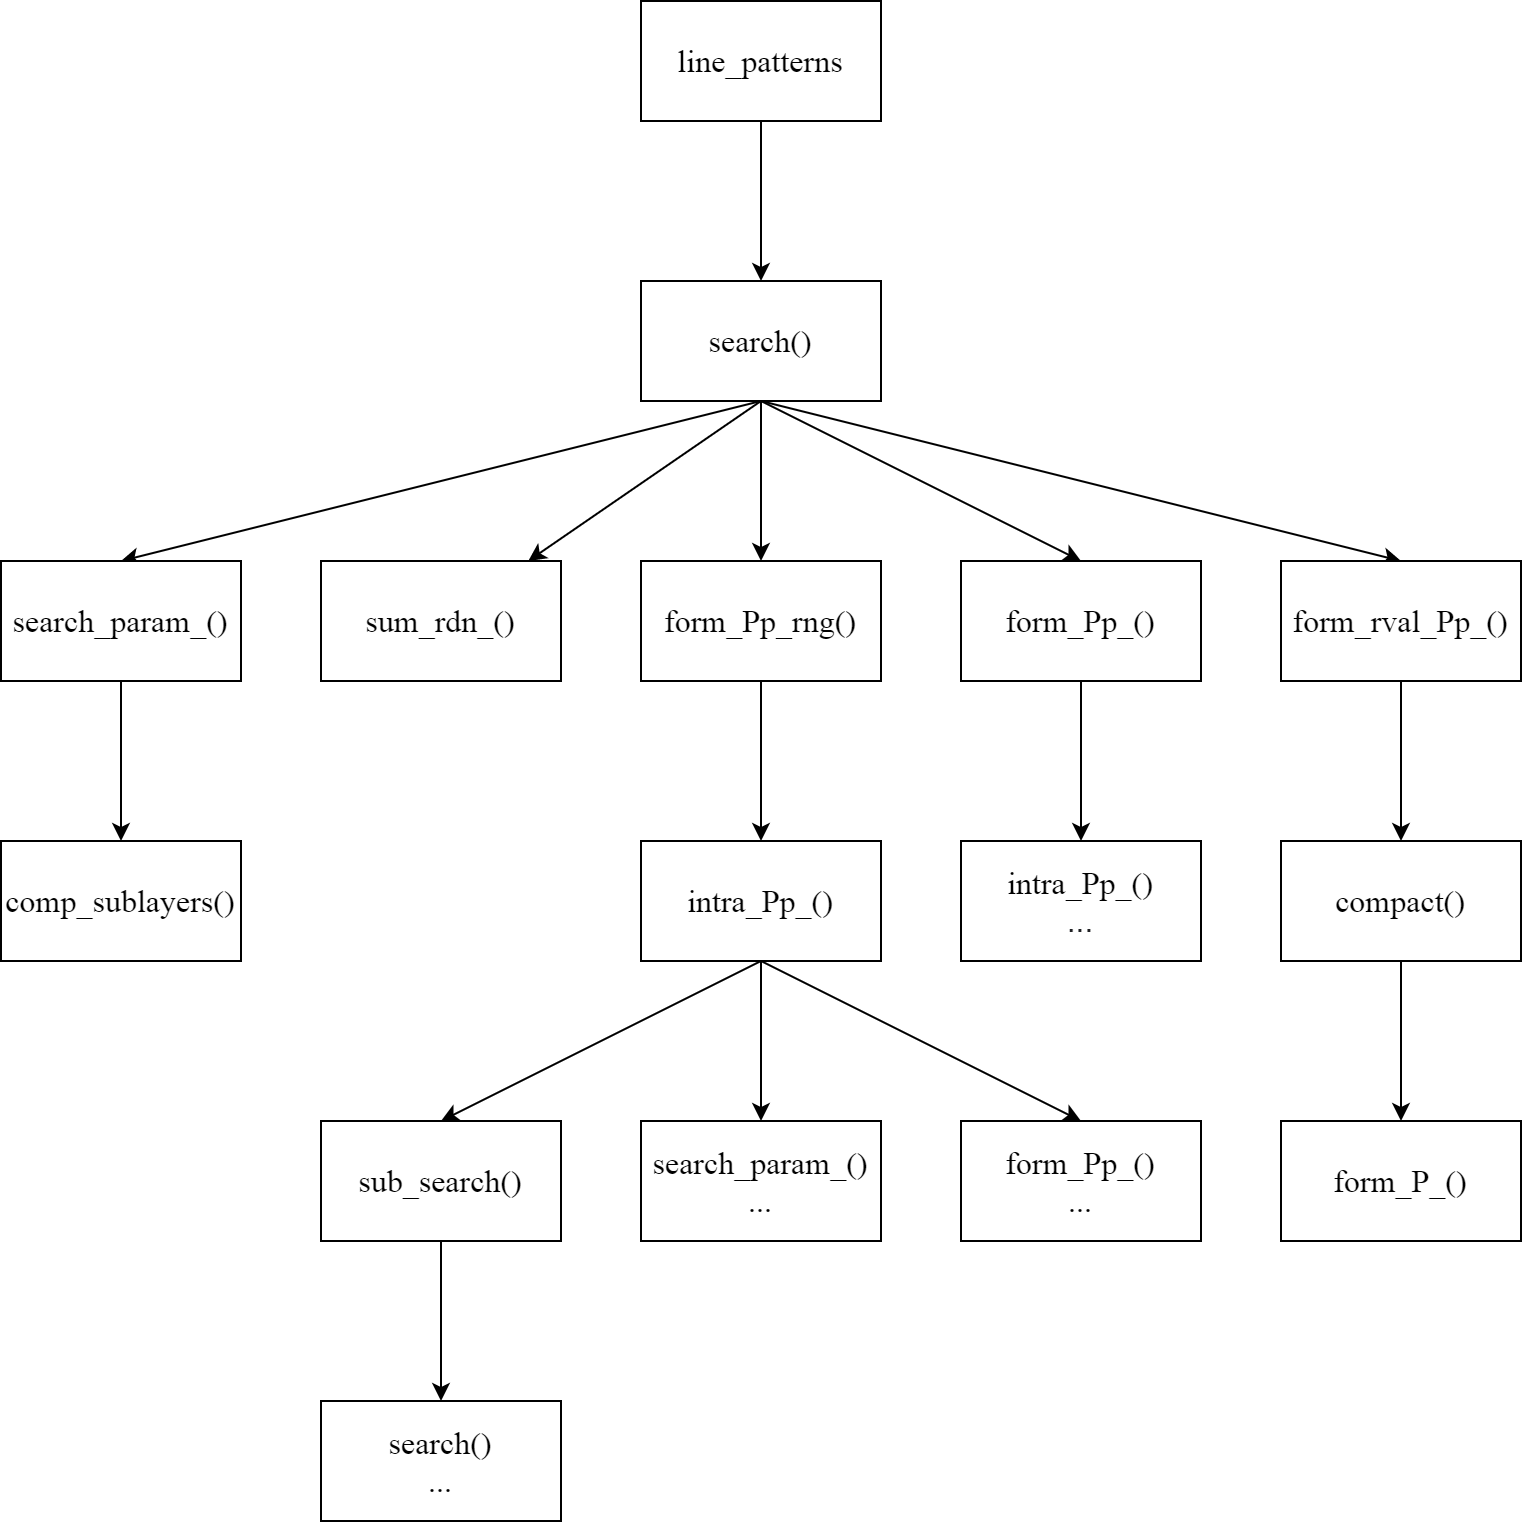 line_patterns
search()
search_param_()
sum_rdn_()
form_Pp_rng()
form_Pp_()
form_rval_Pp_()
comp_sublayers()
intra_Pp_()
intra_Pp_()
...
compact()
sub_search()
search_param_()
...
form_Pp_()
...
form_P_()
search()
...